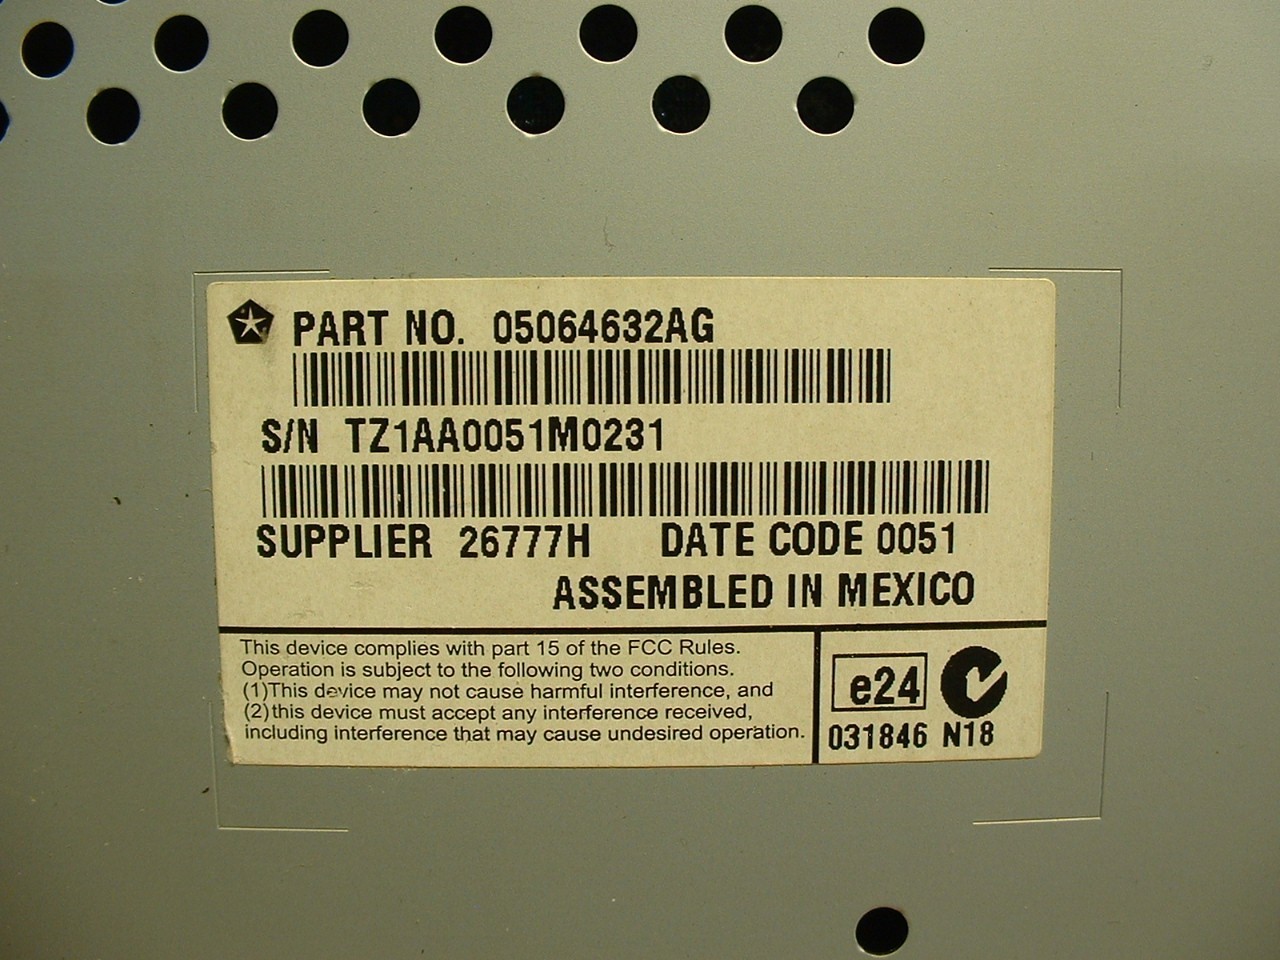 PART NO. 05064632AG
S/N TZ1AA0051M0231
SUPPLIER 26777H DATE CODE 0051
ASSEMBLED IN MEXICO
This device complies with part 15 of the FCC Rules.
Operation is subject to the following two conditions.
(1)This device may not cause harmful interference, and
(2)this device must accept any interference received,
including interference that may cause undesired operation.
e24
031846 N18